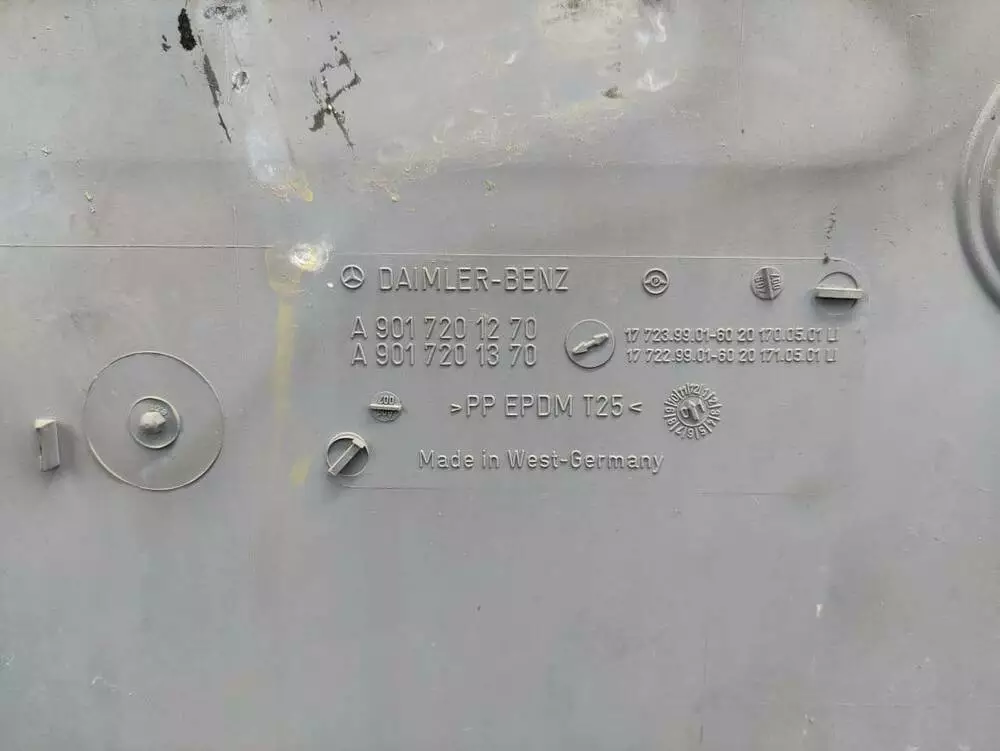 DAIMLER-BENZ
A 901 720 12 70
A 901 720 13 70
17 723.99.01-60 20 170.05.01 LI
17 722.99.01-60 20 171.05.01 LI
>PP EPDM T25<
Made in West-Germany